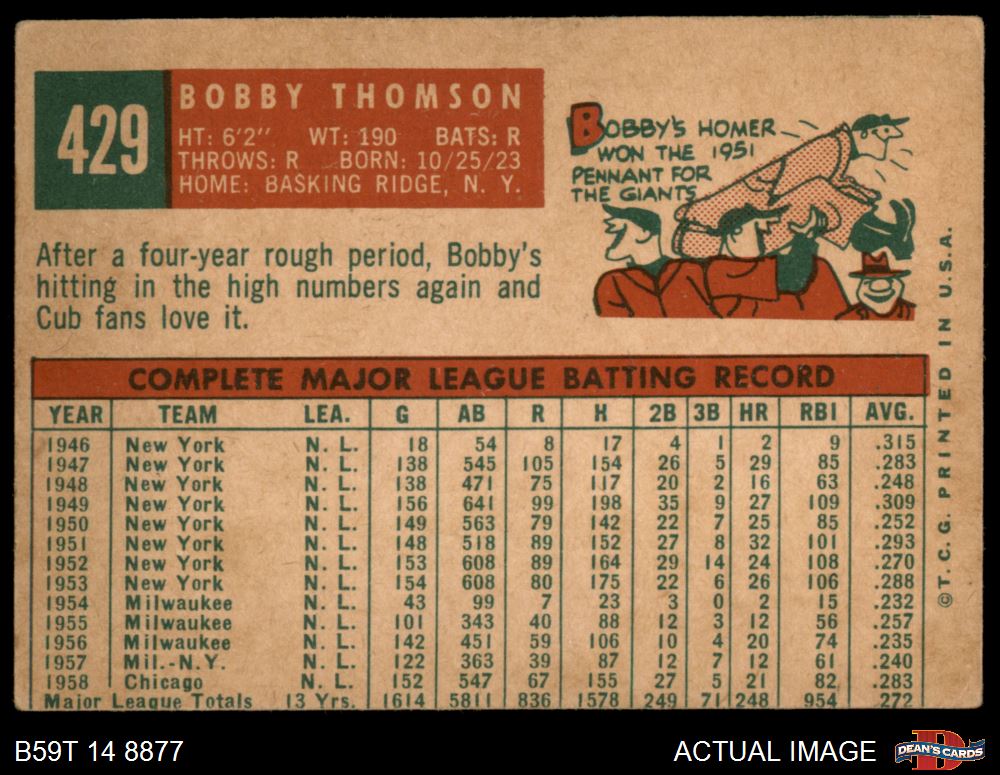 429
BOBBY THOMSON
HT: 6'2" WT: 190 BATS: R
THROWS: R BORN: 10/25/23
HOME: BASKING RIDGE, N. Y.
BOBBY'S HOMER
WON THE 1951
PENNANT FOR
THE GIANTS
After a four-year rough period, Bobby's
hitting in the high numbers again and
Cub fans love it.
COMPLETE MAJOR LEAGUE BATTING RECORD
YEAR TEAM LEA. G AB R H 2B 3B HR RBI AVG.
1946 New York N. L. 18 54 8 17 4 1 2 9 .315
1947 New York N. L. 138 545 105 154 26 5 29 85 .283
1948 New York N. L. 138 471 75 117 20 2 16 63 .248
1949 New York N. L. 156 641 99 198 35 9 27 109 .309
1950 New York N. L. 149 563 79 142 22 7 25 85 .252
1951 New York N. L. 148 518 89 152 27 8 32 101 .293
1952 New York N. L. 153 608 89 164 29 14 24 108 .270
1953 New York N. L. 154 608 80 175 22 6 26 106 .288
1954 Milwaukee N. L. 43 99 7 23 3 0 2 15 .232
1955 Milwaukee N. L. 101 343 40 88 12 3 12 56 .257
1956 Milwaukee N. L. 142 451 59 106 10 4 20 74 .235
1957 Mil.-N.Y. N. L. 122 363 39 87 12 7 12 61 .240
1958 Chicago N. L. 152 547 67 155 27 5 21 82 .283
Major League Totals 13 Yrs. 1614 5811 836 1578 249 71 248 954 .272
©T. C. G. PRINTED IN U.S.A.
B59T 14 8877
ACTUAL IMAGE
DEAN'S CARDS